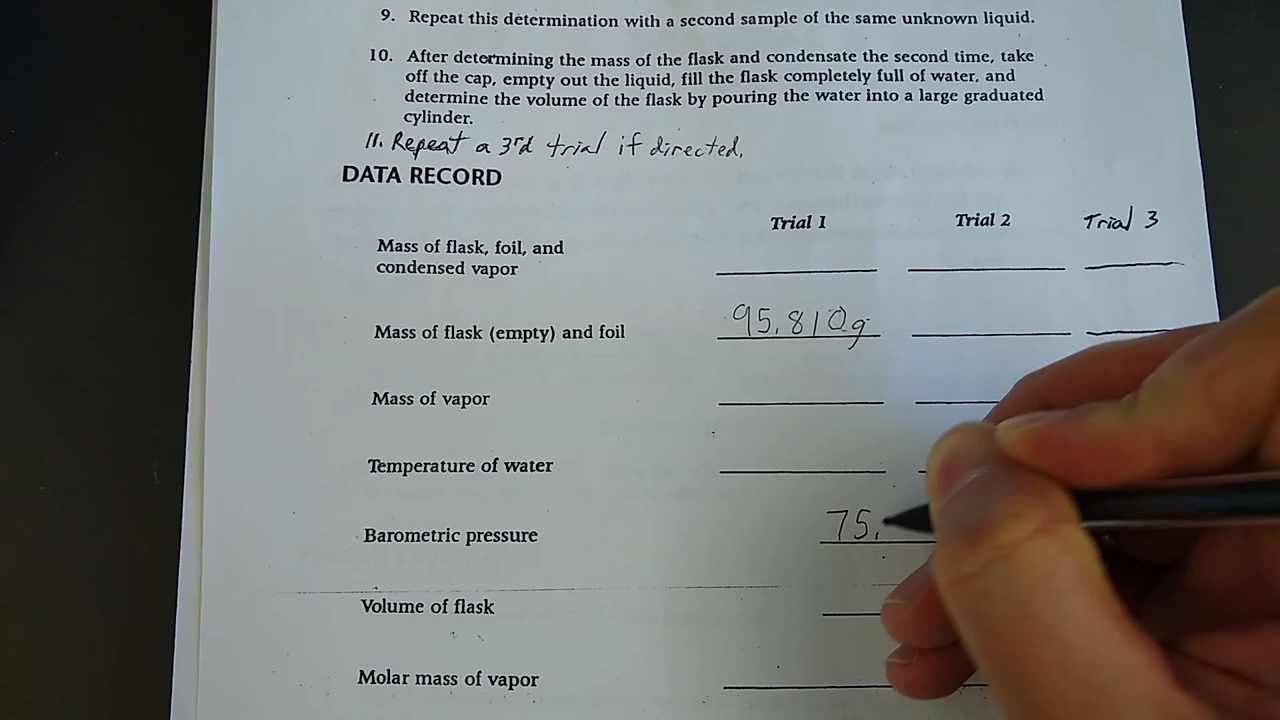 9. Repeat this determination with a second sample of the same unknown liquid.
10. After determining the mass of the flask and condensate the second time, take
off the cap, empty out the liquid, fill the flask completely full of water, and
determine the volume of the flask by pouring the water into a large graduated
cylinder.
11. Repeat a 3rd trial if directed.
DATA RECORD
Trial 1 Trial 2 Trial 3
Mass of flask, foil, and
condensed vapor
Mass of flask (empty) and foil 95.810g
Mass of vapor
Temperature of water
Barometric pressure 75.
Volume of flask
Molar mass of vapor